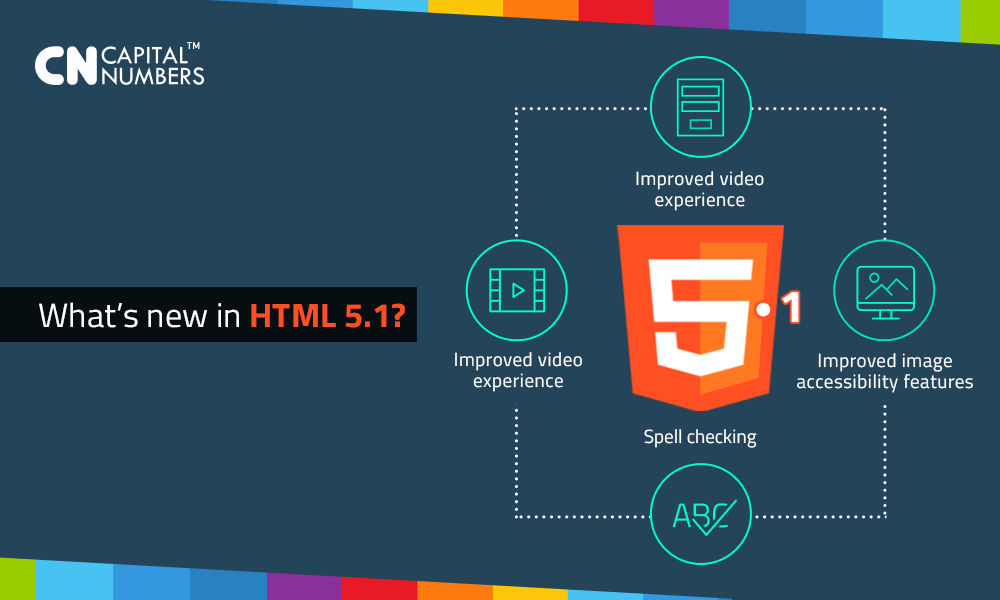 CN CAPITAL™
NUMBERS
What's new in HTML 5.1?
Improved video
experience
Improved video
experience
5.1
Improved image
accessibility features
Spell checking
ABC